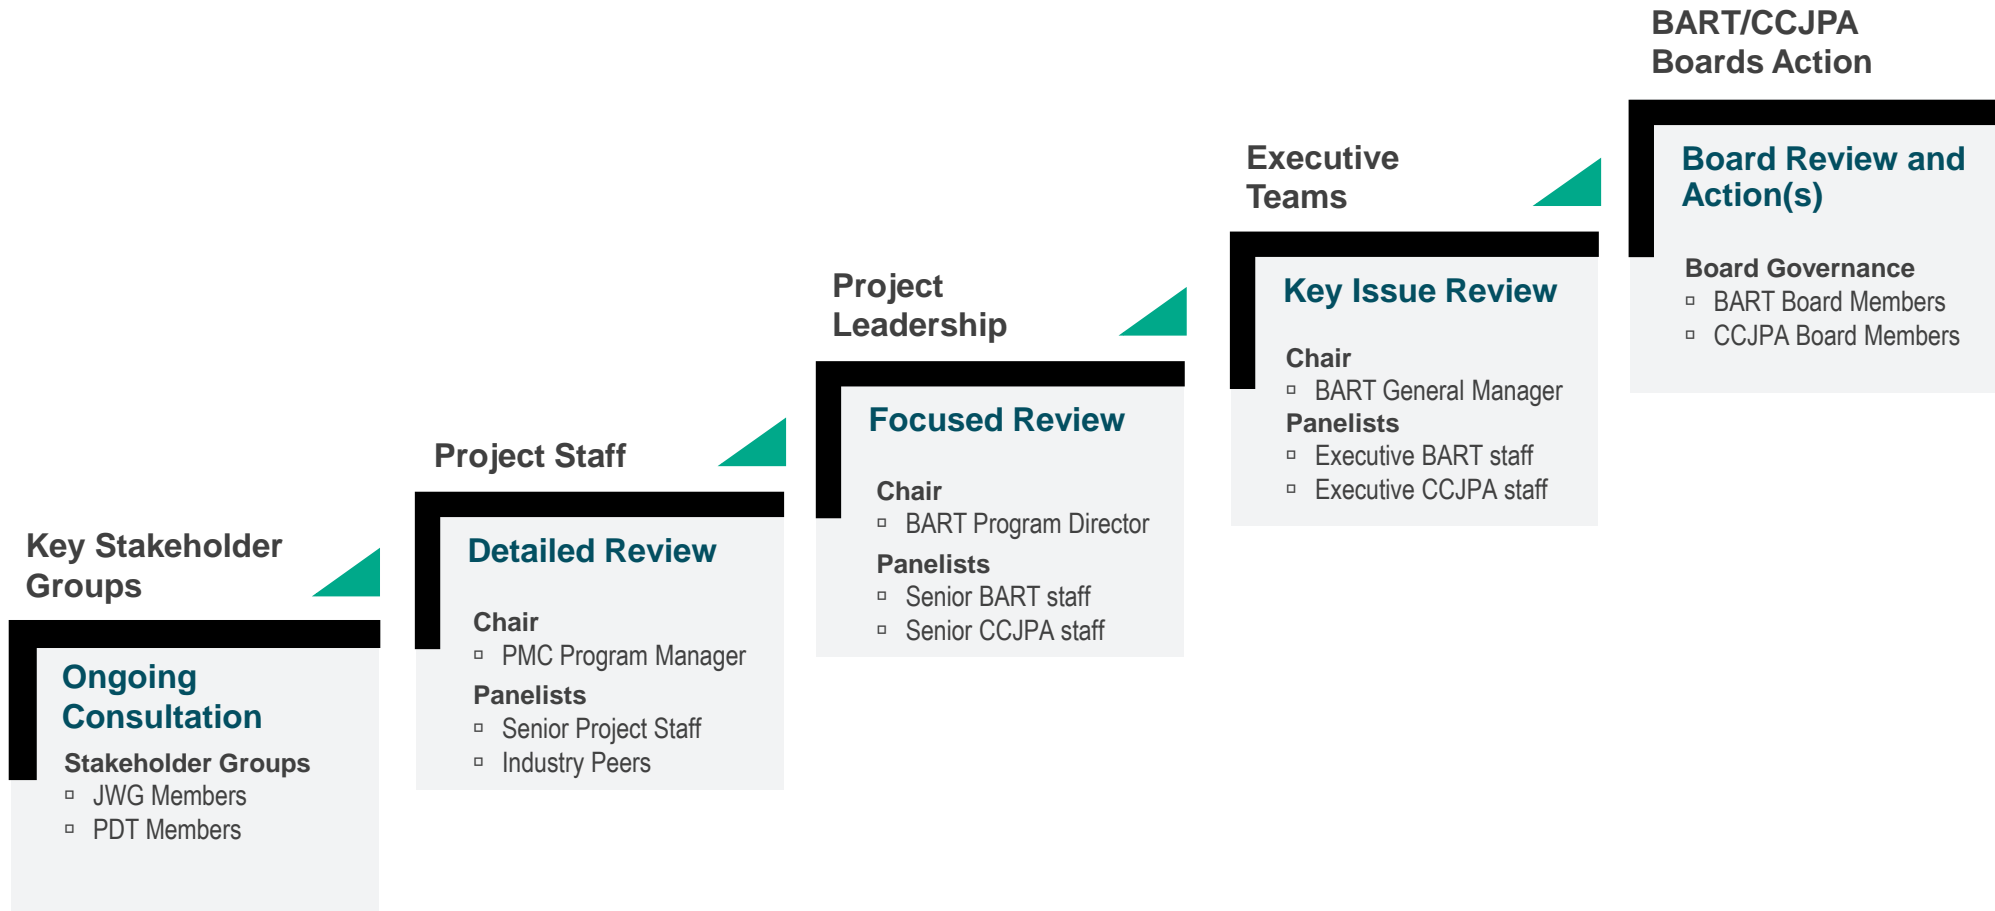 Key Stakeholder
Groups
Ongoing
Consultation
Stakeholder Groups
▫ JWG Members
▫ PDT Members
Project Staff
Detailed Review
Chair
▫ PMC Program Manager
Panelists
▫ Senior Project Staff
▫ Industry Peers
Project
Leadership
Focused Review
Chair
▫ BART Program Director
Panelists
▫ Senior BART staff
▫ Senior CCJPA staff
Executive
Teams
Key Issue Review
Chair
▫ BART General Manager
Panelists
▫ Executive BART staff
▫ Executive CCJPA staff
BART/CCJPA
Boards Action
Board Review and
Action(s)
Board Governance
▫ BART Board Members
▫ CCJPA Board Members